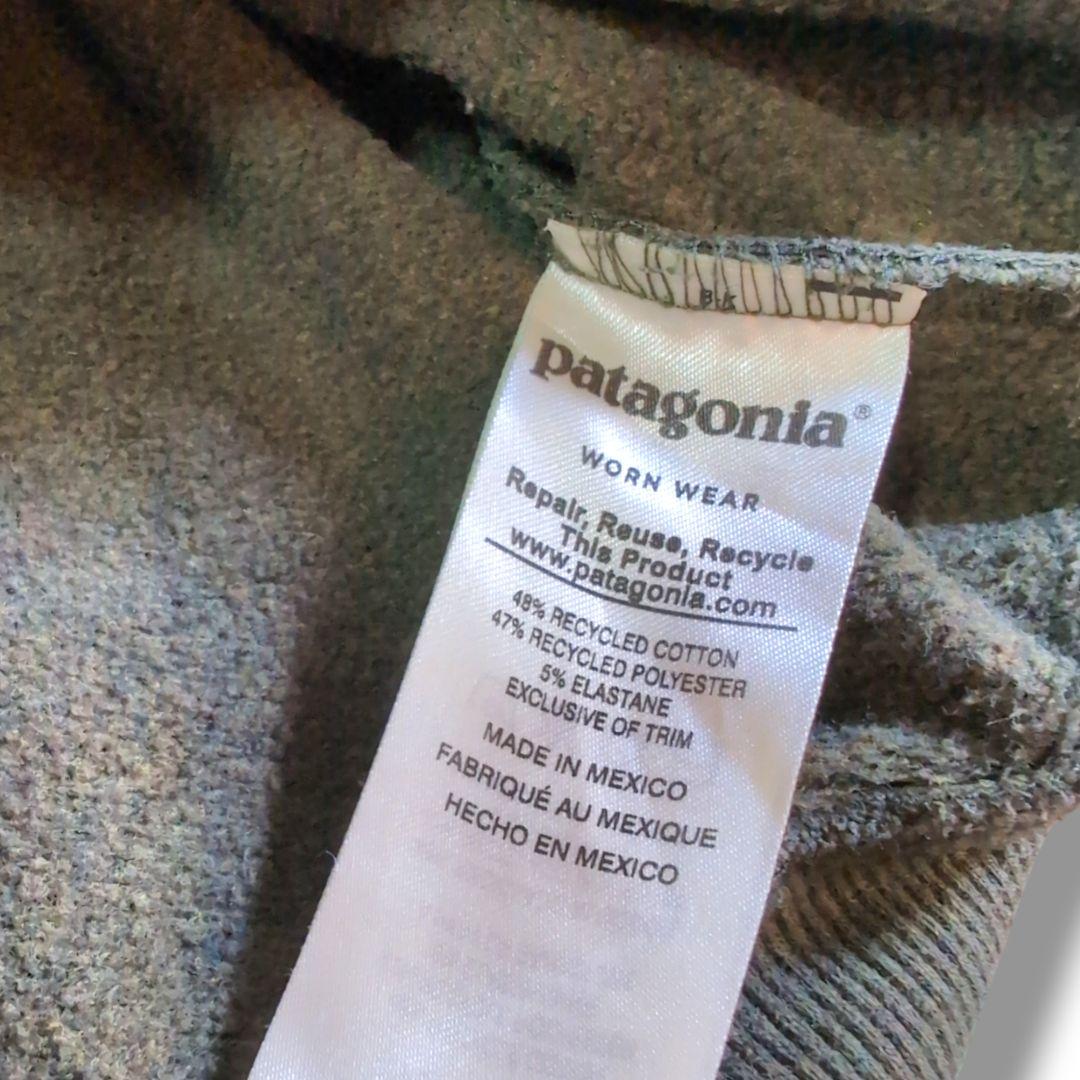 patagonia®
WORN WEAR
Repair, Reuse, Recycle
This Product
www.patagonia.com
48% RECYCLED COTTON
47% RECYCLED POLYESTER
5% ELASTANE
EXCLUSIVE OF TRIM
MADE IN MEXICO
FABRIQUÉ AU MEXIQUE
HECHO EN MEXICO